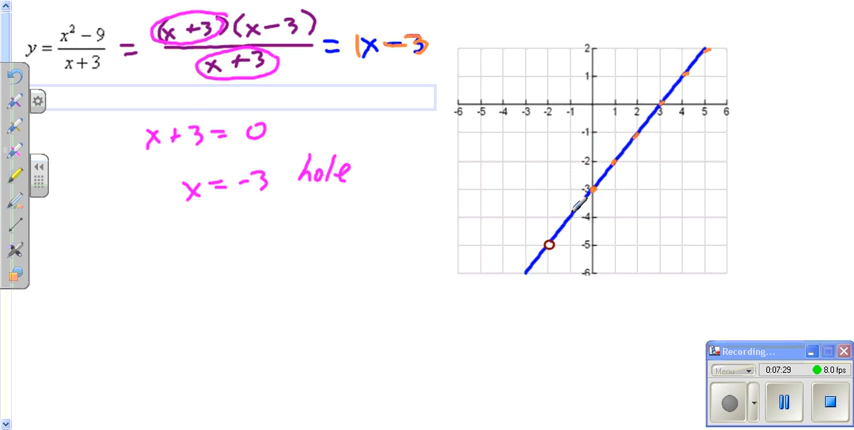 y = x² − 9 / x + 3 = (x+3)(x−3) / x+3 = 1x − 3
x + 3 = 0
x = −3 hole
2
1
-6 -5 -4 -3 -2 -1 1 2 3 4 5 6
-1
-2
-3
-4
-5
-6
Recording...
Menu 0:07:29 8.0 fps